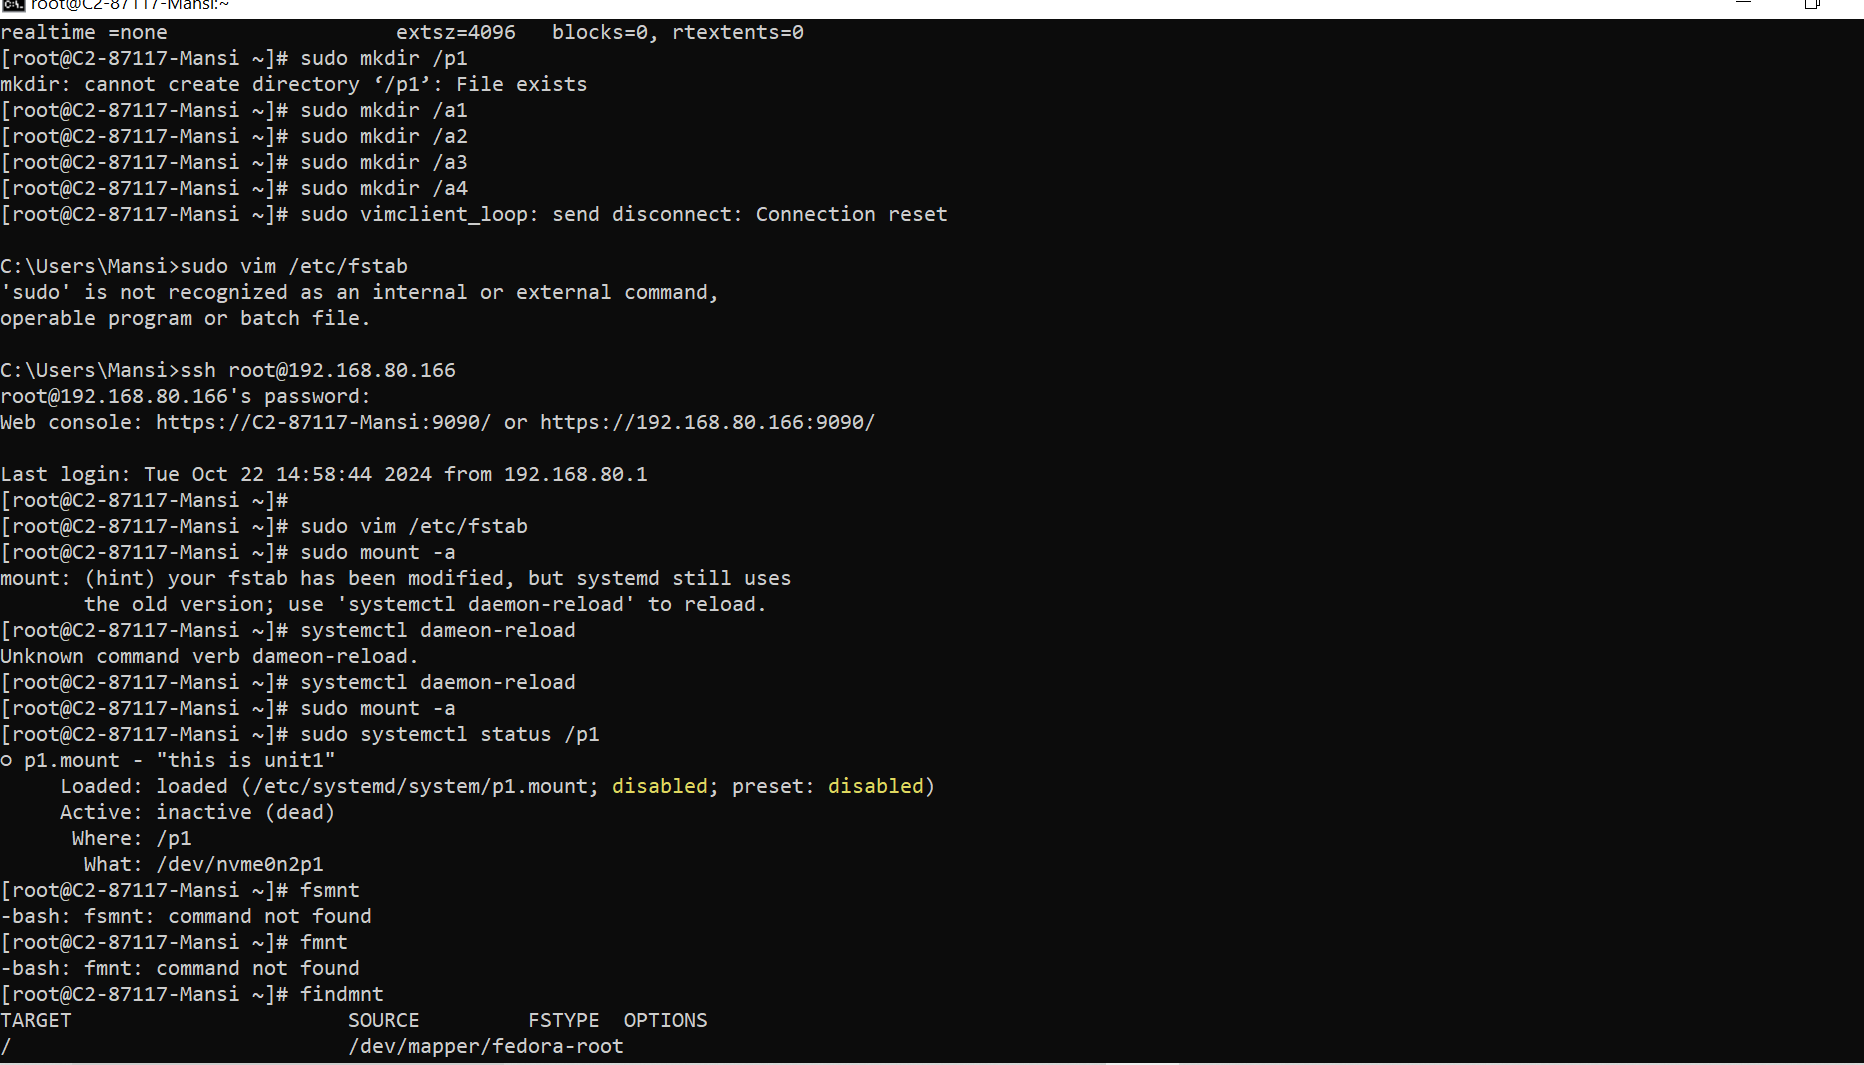 root@C2-87117-Mansi:~
realtime =none                   extsz=4096   blocks=0, rtextents=0
[root@C2-87117-Mansi ~]# sudo mkdir /p1
mkdir: cannot create directory ‘/p1’: File exists
[root@C2-87117-Mansi ~]# sudo mkdir /a1
[root@C2-87117-Mansi ~]# sudo mkdir /a2
[root@C2-87117-Mansi ~]# sudo mkdir /a3
[root@C2-87117-Mansi ~]# sudo mkdir /a4
[root@C2-87117-Mansi ~]# sudo vimclient_loop: send disconnect: Connection reset
C:\Users\Mansi>sudo vim /etc/fstab
'sudo' is not recognized as an internal or external command,
operable program or batch file.
C:\Users\Mansi>ssh root@192.168.80.166
root@192.168.80.166's password:
Web console: https://C2-87117-Mansi:9090/ or https://192.168.80.166:9090/
Last login: Tue Oct 22 14:58:44 2024 from 192.168.80.1
[root@C2-87117-Mansi ~]#
[root@C2-87117-Mansi ~]# sudo vim /etc/fstab
[root@C2-87117-Mansi ~]# sudo mount -a
mount: (hint) your fstab has been modified, but systemd still uses
       the old version; use 'systemctl daemon-reload' to reload.
[root@C2-87117-Mansi ~]# systemctl dameon-reload
Unknown command verb dameon-reload.
[root@C2-87117-Mansi ~]# systemctl daemon-reload
[root@C2-87117-Mansi ~]# sudo mount -a
[root@C2-87117-Mansi ~]# sudo systemctl status /p1
○ p1.mount - "this is unit1"
     Loaded: loaded (/etc/systemd/system/p1.mount; disabled; preset: disabled)
     Active: inactive (dead)
      Where: /p1
       What: /dev/nvme0n2p1
[root@C2-87117-Mansi ~]# fsmnt
-bash: fsmnt: command not found
[root@C2-87117-Mansi ~]# fmnt
-bash: fmnt: command not found
[root@C2-87117-Mansi ~]# findmnt
TARGET                       SOURCE         FSTYPE  OPTIONS
/                            /dev/mapper/fedora-root